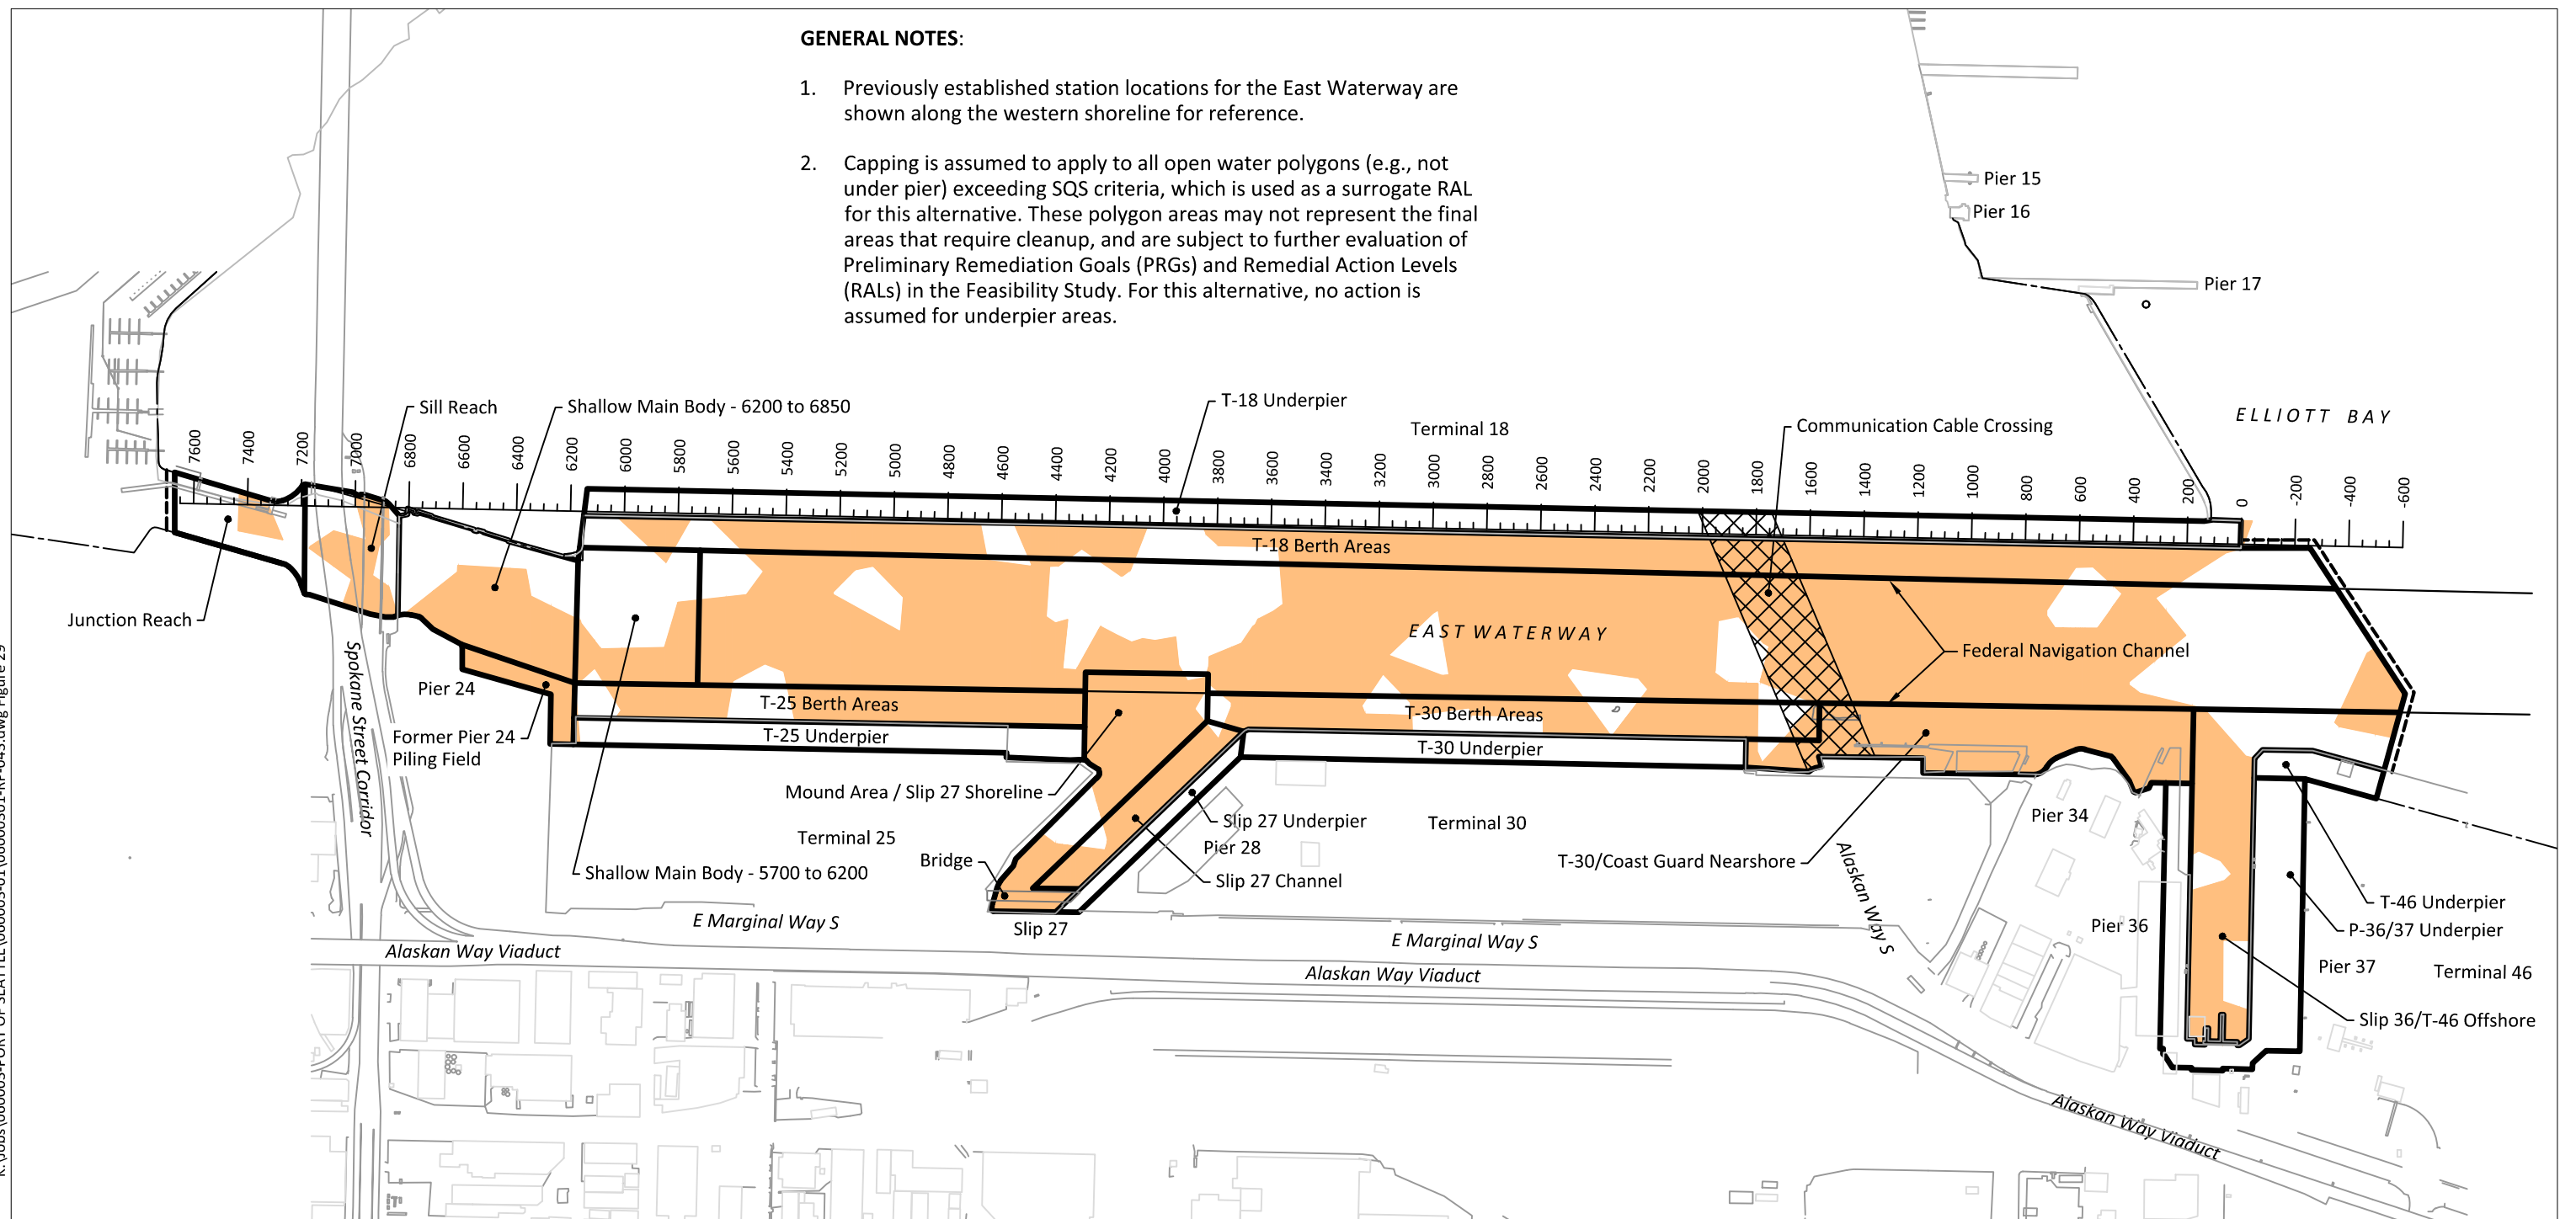 GENERAL NOTES:
1. Previously established station locations for the East Waterway are
shown along the western shoreline for reference.
2. Capping is assumed to apply to all open water polygons (e.g., not
under pier) exceeding SQS criteria, which is used as a surrogate RAL
for this alternative. These polygon areas may not represent the final
areas that require cleanup, and are subject to further evaluation of
Preliminary Remediation Goals (PRGs) and Remedial Action Levels
(RALs) in the Feasibility Study. For this alternative, no action is
assumed for underpier areas.
Pier 15
Pier 16
Pier 17
ELLIOTT BAY
Sill Reach
Shallow Main Body - 6200 to 6850
T-18 Underpier
Terminal 18
Communication Cable Crossing
7600
7400
7200
7000
6800
6600
6400
6200
6000
5800
5600
5400
5200
5000
4800
4600
4400
4200
4000
3800
3600
3400
3200
3000
2800
2600
2400
2200
2000
1800
1600
1400
1200
1000
800
600
400
200
0
-200
-400
-600
T-18 Berth Areas
Junction Reach
EAST WATERWAY
Federal Navigation Channel
Spokane Street Corridor
Pier 24
T-25 Berth Areas
T-30 Berth Areas
Former Pier 24
Piling Field
T-25 Underpier
T-30 Underpier
Mound Area / Slip 27 Shoreline
Slip 27 Underpier
Terminal 25
Terminal 30
Pier 34
Pier 28
Bridge
T-30/Coast Guard Nearshore
Shallow Main Body - 5700 to 6200
Slip 27 Channel
Alaskan Way S
T-46 Underpier
E Marginal Way S
Slip 27
Pier 36
P-36/37 Underpier
E Marginal Way S
Alaskan Way Viaduct
Alaskan Way Viaduct
Pier 37
Terminal 46
Slip 36/T-46 Offshore
Alaskan Way Viaduct